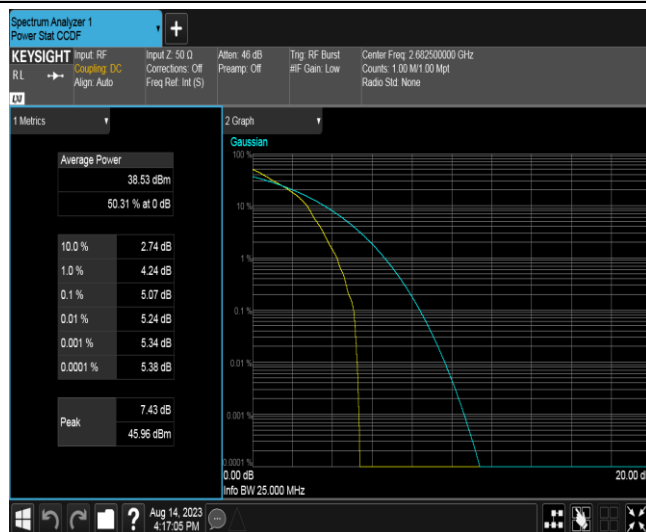 Spectrum Analyzer 1
Power Stat CCDF
KEYSIGHT
RL
LXI
Input: RF
Coupling: DC
Align: Auto
Input Z: 50 Ω
Corrections: Off
Freq Ref: Int (S)
Atten: 46 dB
Preamp: Off
Trig: RF Burst
#IF Gain: Low
Center Freq: 2.682500000 GHz
Counts: 1.00 M/1.00 Mpt
Radio Std: None
1 Metrics
Average Power
38.53 dBm
50.31 % at 0 dB
10.0 % 2.74 dB
1.0 % 4.24 dB
0.1 % 5.07 dB
0.01 % 5.24 dB
0.001 % 5.34 dB
0.0001 % 5.38 dB
Peak
7.43 dB
45.96 dBm
2 Graph
Gaussian
100 %
10 %
1 %
0.1 %
0.01 %
0.001 %
0.0001 %
0.00 dB
20.00 d
Info BW 25.000 MHz
Aug 14, 2023
4:17:05 PM